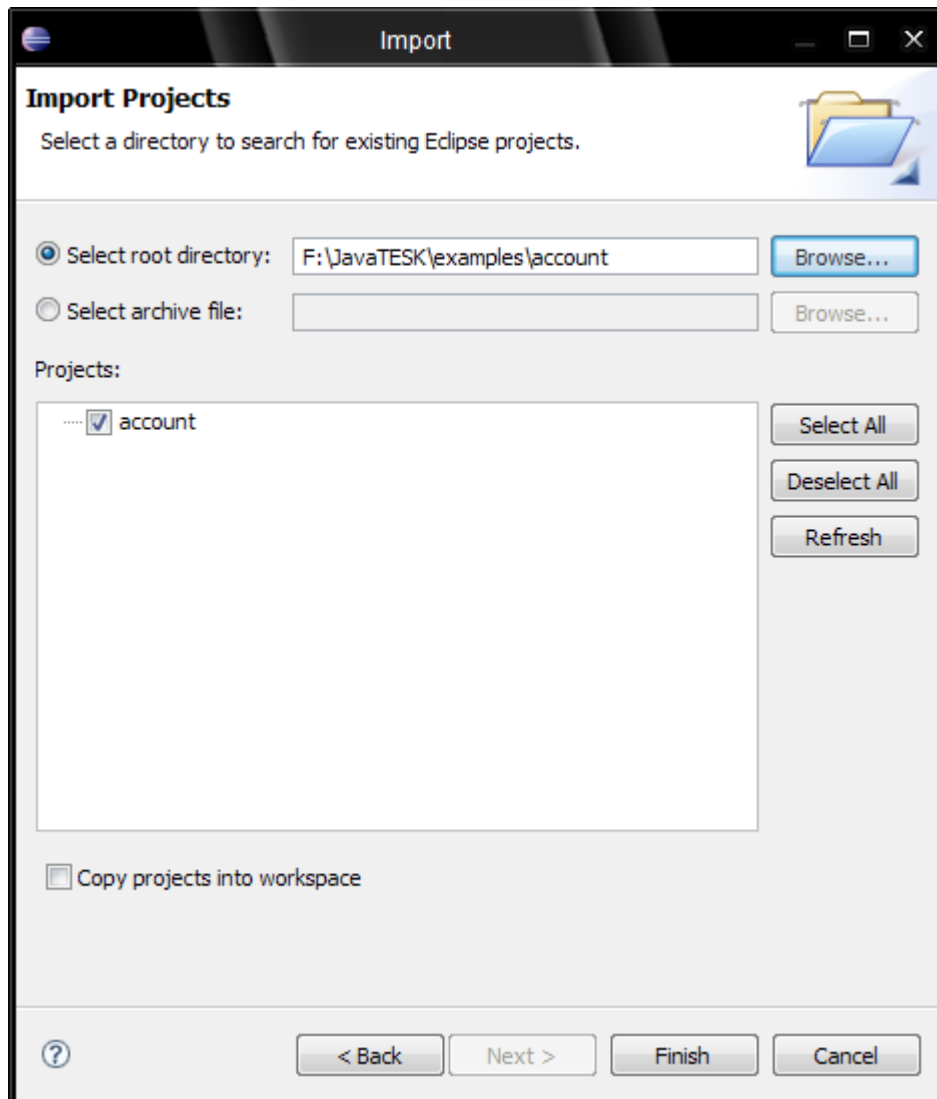 Import
Import Projects
Select a directory to search for existing Eclipse projects.
Select root directory: F:\JavaTESK\examples\account Browse...
Select archive file: Browse...
Projects:
account Select All
Deselect All
Refresh
Copy projects into workspace
? < Back Next > Finish Cancel